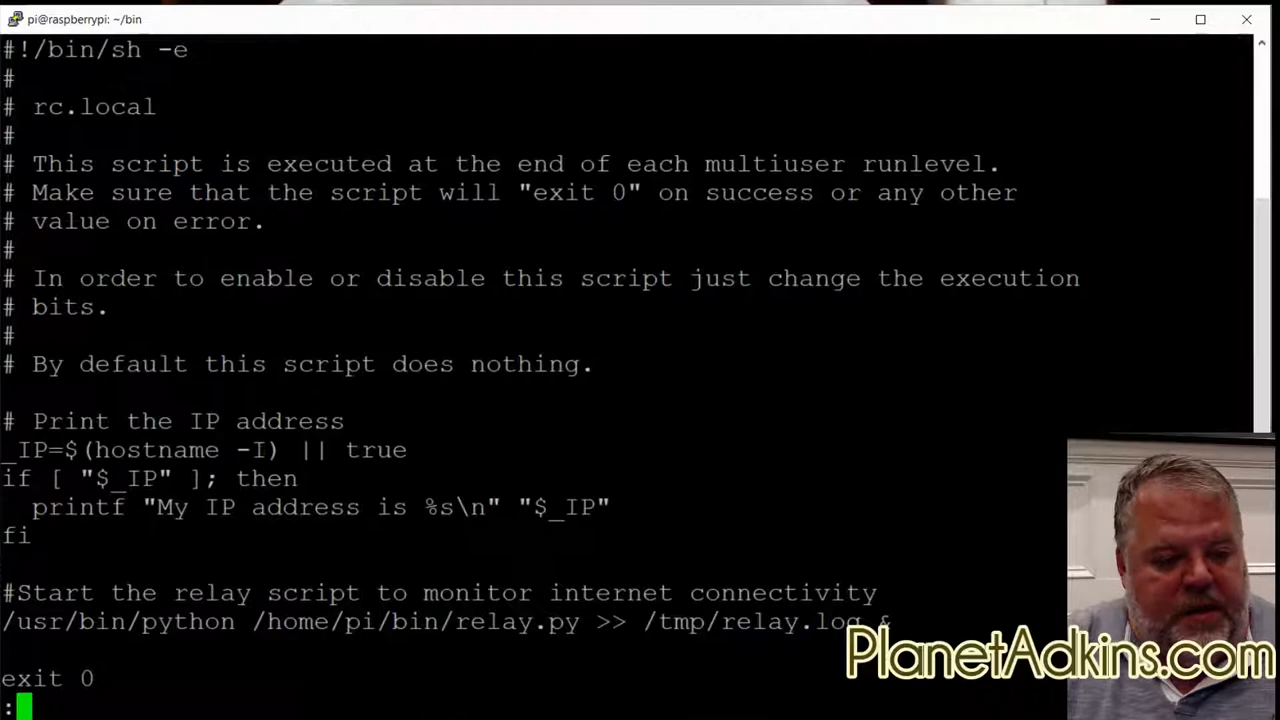 pi@raspberrypi: ~/bin
#!/bin/sh -e
#
# rc.local
#
# This script is executed at the end of each multiuser runlevel.
# Make sure that the script will "exit 0" on success or any other
# value on error.
#
# In order to enable or disable this script just change the execution
# bits.
#
# By default this script does nothing.
# Print the IP address
_IP=$(hostname -I) || true
if [ "$_IP" ]; then
  printf "My IP address is %s\n" "$_IP"
fi
#Start the relay script to monitor internet connectivity
/usr/bin/python /home/pi/bin/relay.py >> /tmp/relay.log &
PlanetAdkins.com
exit 0
: